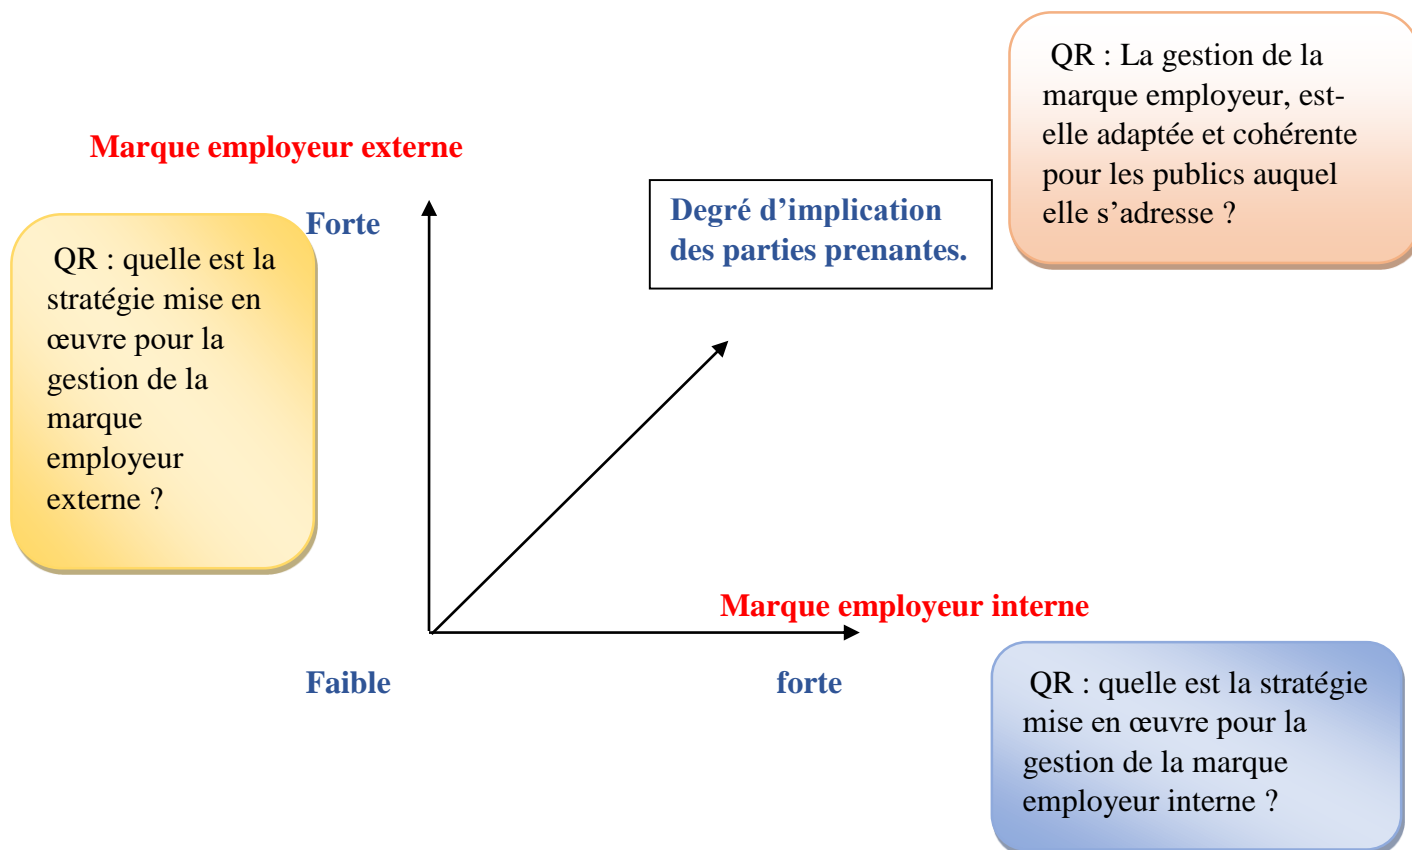 QR : La gestion de la
marque employeur, est-
elle adaptée et cohérente
pour les publics auquel
elle s’adresse ?
Marque employeur externe
Forte
Degré d’implication
des parties prenantes.
QR : quelle est la
stratégie mise en
œuvre pour la
gestion de la
marque
employeur
externe ?
Marque employeur interne
Faible
forte
QR : quelle est la stratégie
mise en œuvre pour la
gestion de la marque
employeur interne ?